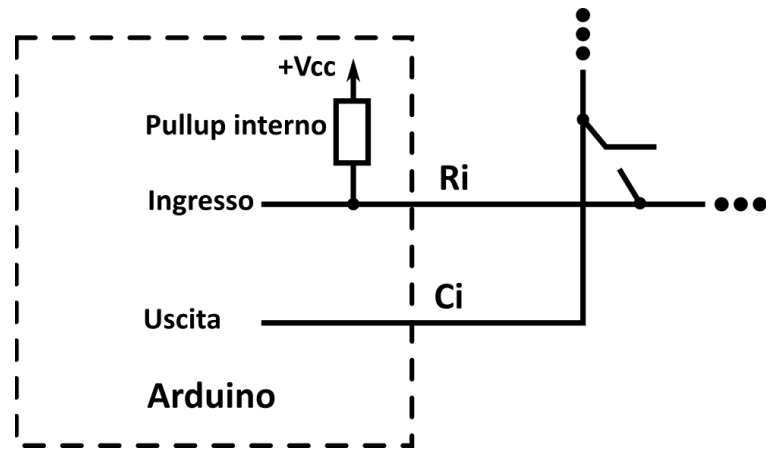 +Vcc
Pullup interno
Ri
Ingresso
Ci
Uscita
Arduino